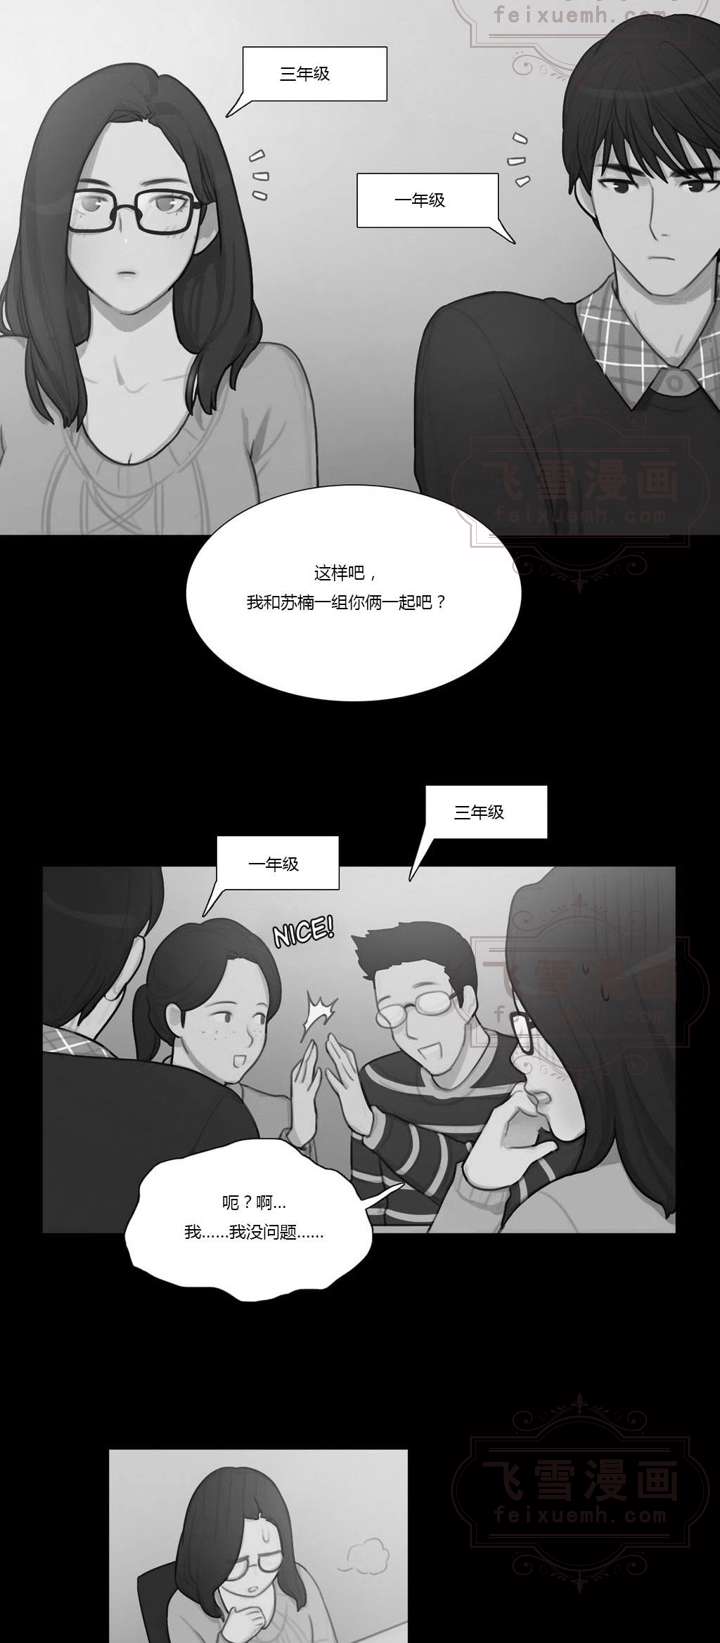 feixuemh.com
三年级
一年级
飞雪漫画
feixuemh.com
这样吧，
我和苏楠一组你俩一起吧？
三年级
一年级
NICE!
飞雪漫画
feixuemh.com
呃？啊...
我......我没问题......
飞雪漫画
feixuemh.com